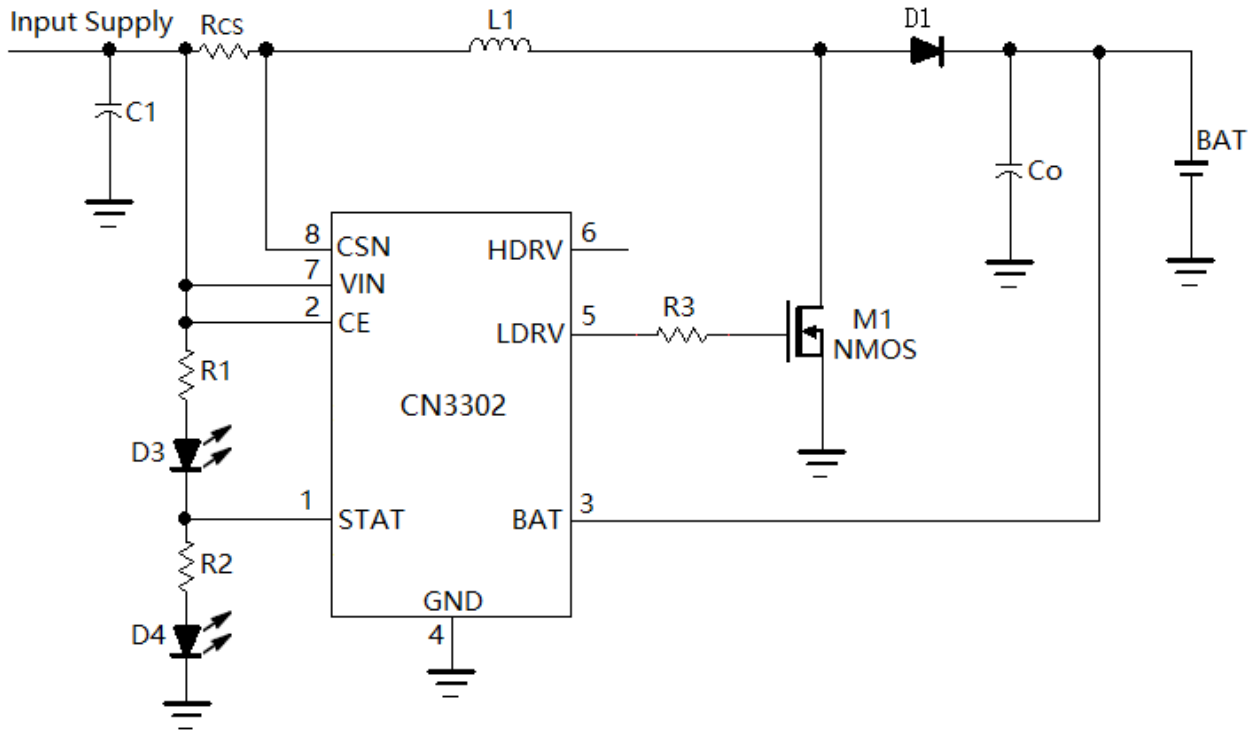 Input Supply
Rcs
L1
D1
C1
Co
BAT
8
CSN
HDRV
6
7
VIN
2
CE
LDRV
5
R3
M1
NMOS
R1
CN3302
D3
1
STAT
BAT
3
R2
GND
4
D4